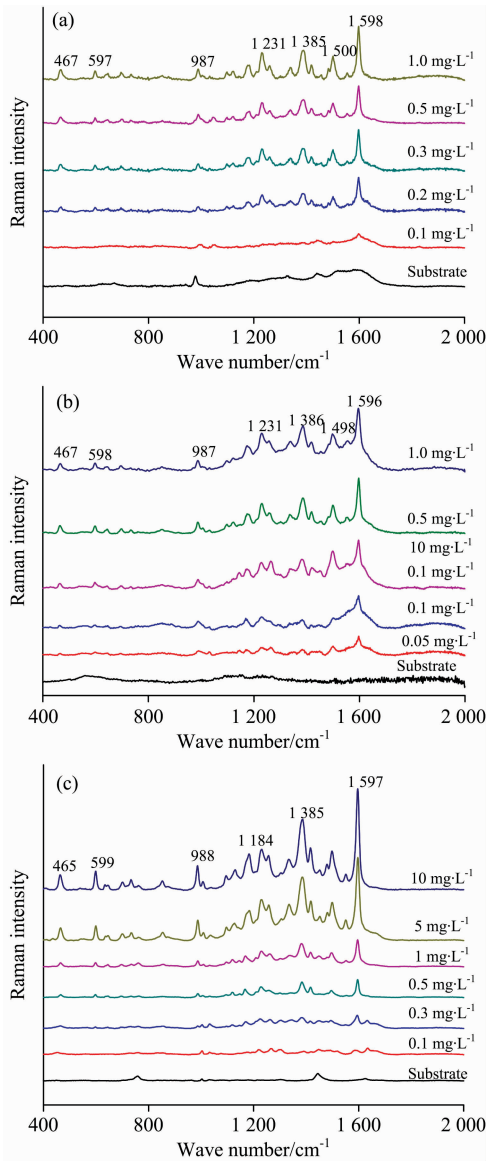 (a)
467 597 987 1 231 1 385 1 500 1 598
1.0 mg·L-1
0.5 mg·L-1
0.3 mg·L-1
0.2 mg·L-1
0.1 mg·L-1
Substrate
Raman intensity
400 800 1 200 1 600 2 000
Wave number/cm-1
(b)
467 598 987 1 231 1 386 1 498 1 596
1.0 mg·L-1
0.5 mg·L-1
10 mg·L-1
0.1 mg·L-1
0.1 mg·L-1
0.05 mg·L-1
Substrate
Raman intensity
400 800 1 200 1 600 2 000
Wave number/cm-1
(c)
465 599 988 1 184 1 385 1 597
10 mg·L-1
5 mg·L-1
1 mg·L-1
0.5 mg·L-1
0.3 mg·L-1
0.1 mg·L-1
Substrate
Raman intensity
400 800 1 200 1 600 2 000
Wave number/cm-1